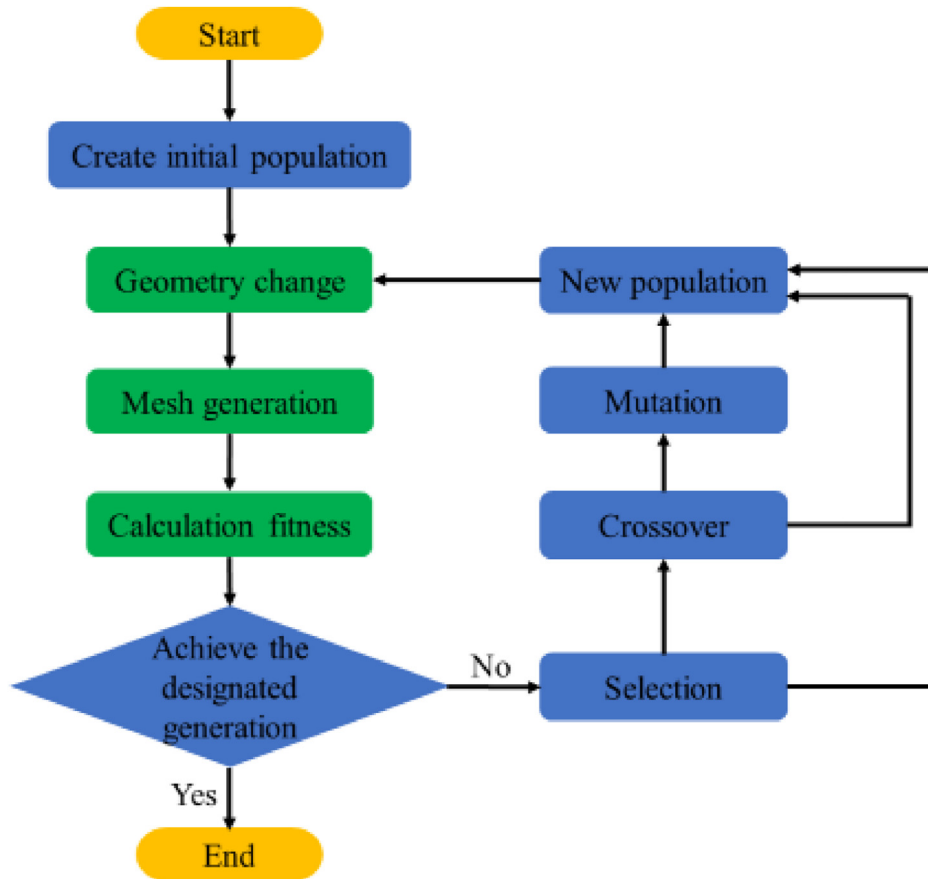 Start
Create initial population
Geometry change
New population
Mesh generation
Mutation
Calculation fitness
Crossover
Achieve the
designated
generation
No
Selection
Yes
End